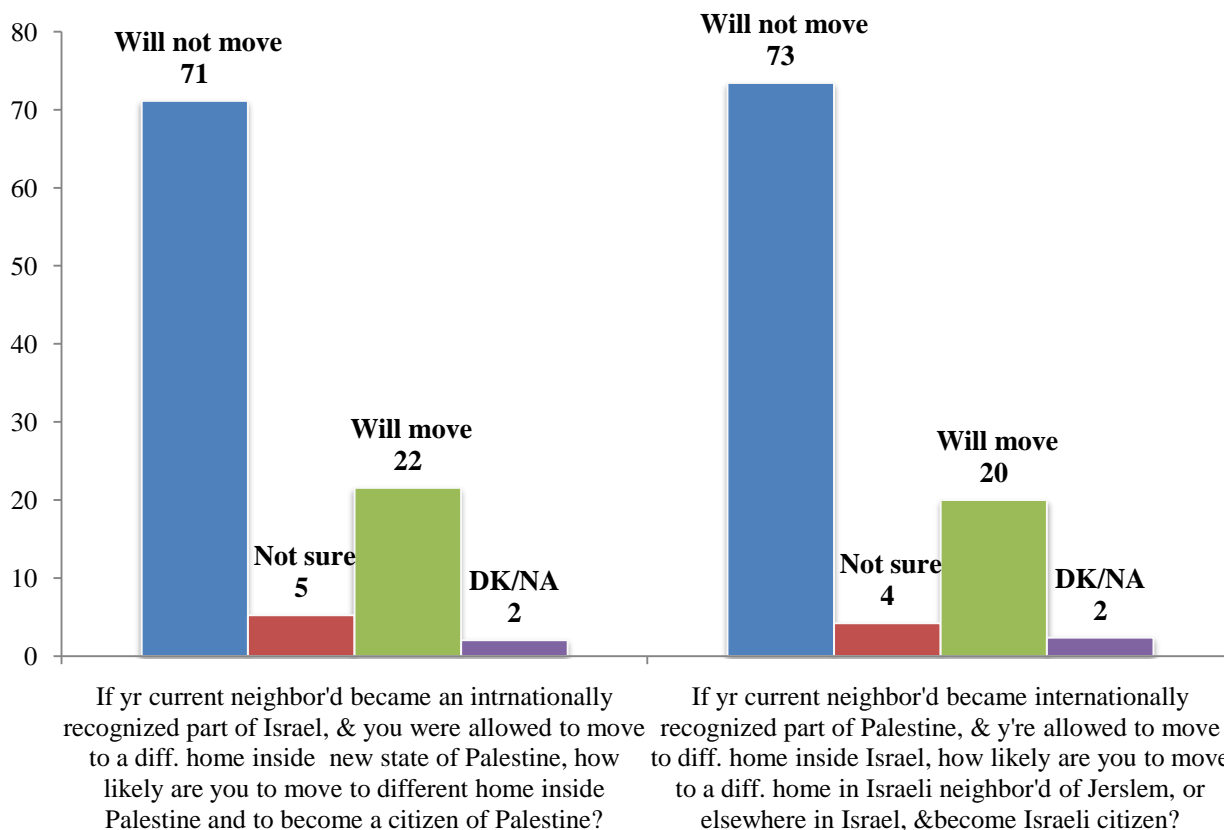 80
70
60
50
40
30
20
10
0
Will not move
71
Not sure
5
Will move
22
DK/NA
2
Will not move
73
Not sure
4
Will move
20
DK/NA
2
If yr current neighbor'd became an intrnationally
recognized part of Israel, & you were allowed to move
to a diff. home inside new state of Palestine, how
likely are you to move to different home inside
Palestine and to become a citizen of Palestine?
If yr current neighbor'd became internationally
recognized part of Palestine, & y're allowed to move
to diff. home inside Israel, how likely are you to move
to a diff. home in Israeli neighbor'd of Jerslem, or
elsewhere in Israel, &become Israeli citizen?